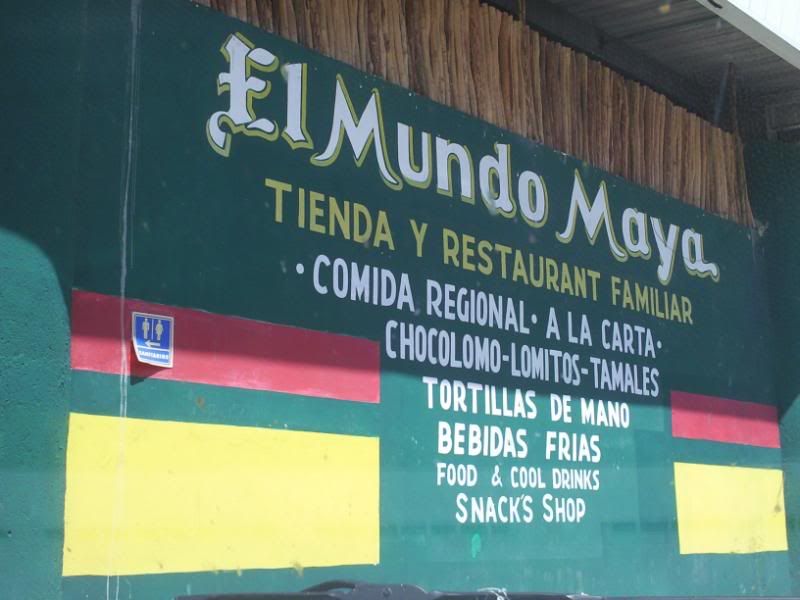 El Mundo Maya
TIENDA Y RESTAURANT FAMILIAR
· COMIDA REGIONAL · A LA CARTA ·
CHOCOLOMO-LOMITOS-TAMALES
TORTILLAS DE MANO
BEBIDAS FRIAS
FOOD & COOL DRINKS
SNACK'S SHOP
SANITARIOS